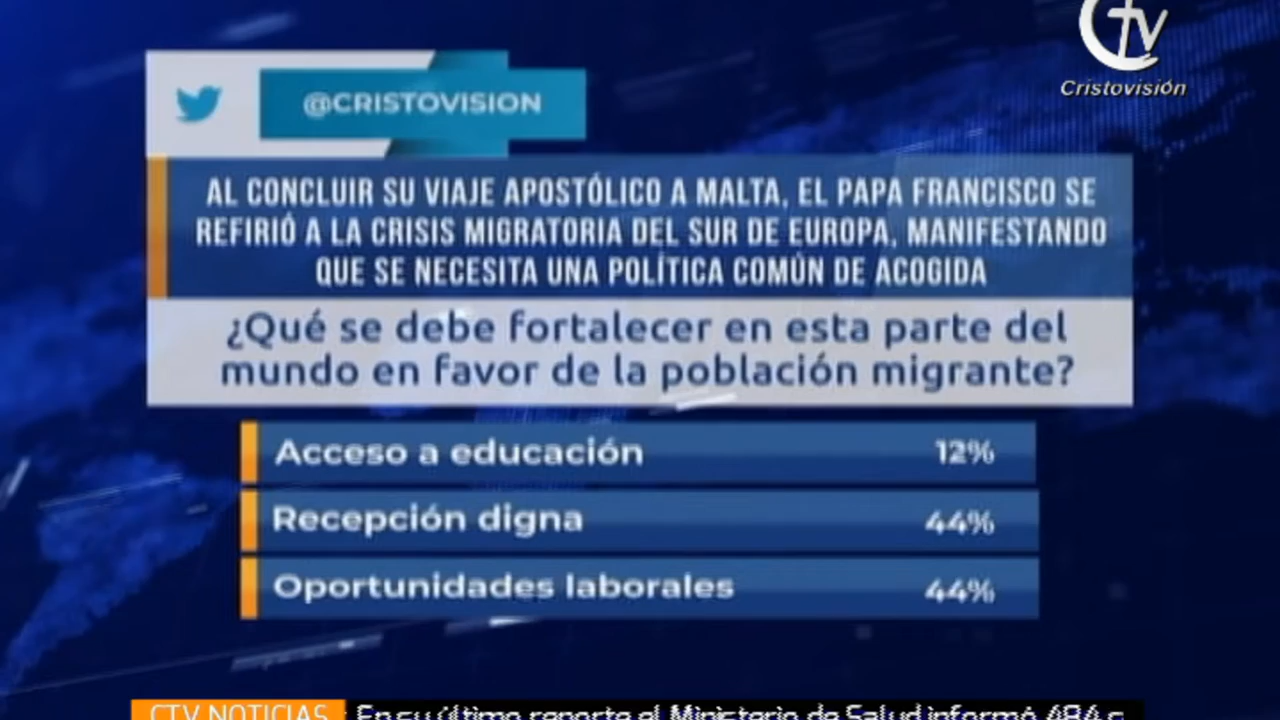 CTV
Cristovisión
@CRISTOVISION
AL CONCLUIR SU VIAJE APOSTÓLICO A MALTA, EL PAPA FRANCISCO SE
REFIRIÓ A LA CRISIS MIGRATORIA DEL SUR DE EUROPA, MANIFESTANDO
QUE SE NECESITA UNA POLÍTICA COMÚN DE ACOGIDA
¿Qué se debe fortalecer en esta parte del
mundo en favor de la población migrante?
Acceso a educación 12%
Recepción digna 44%
Oportunidades laborales 44%
CTV NOTICIAS En su último reporte el Ministerio de Salud informó 484